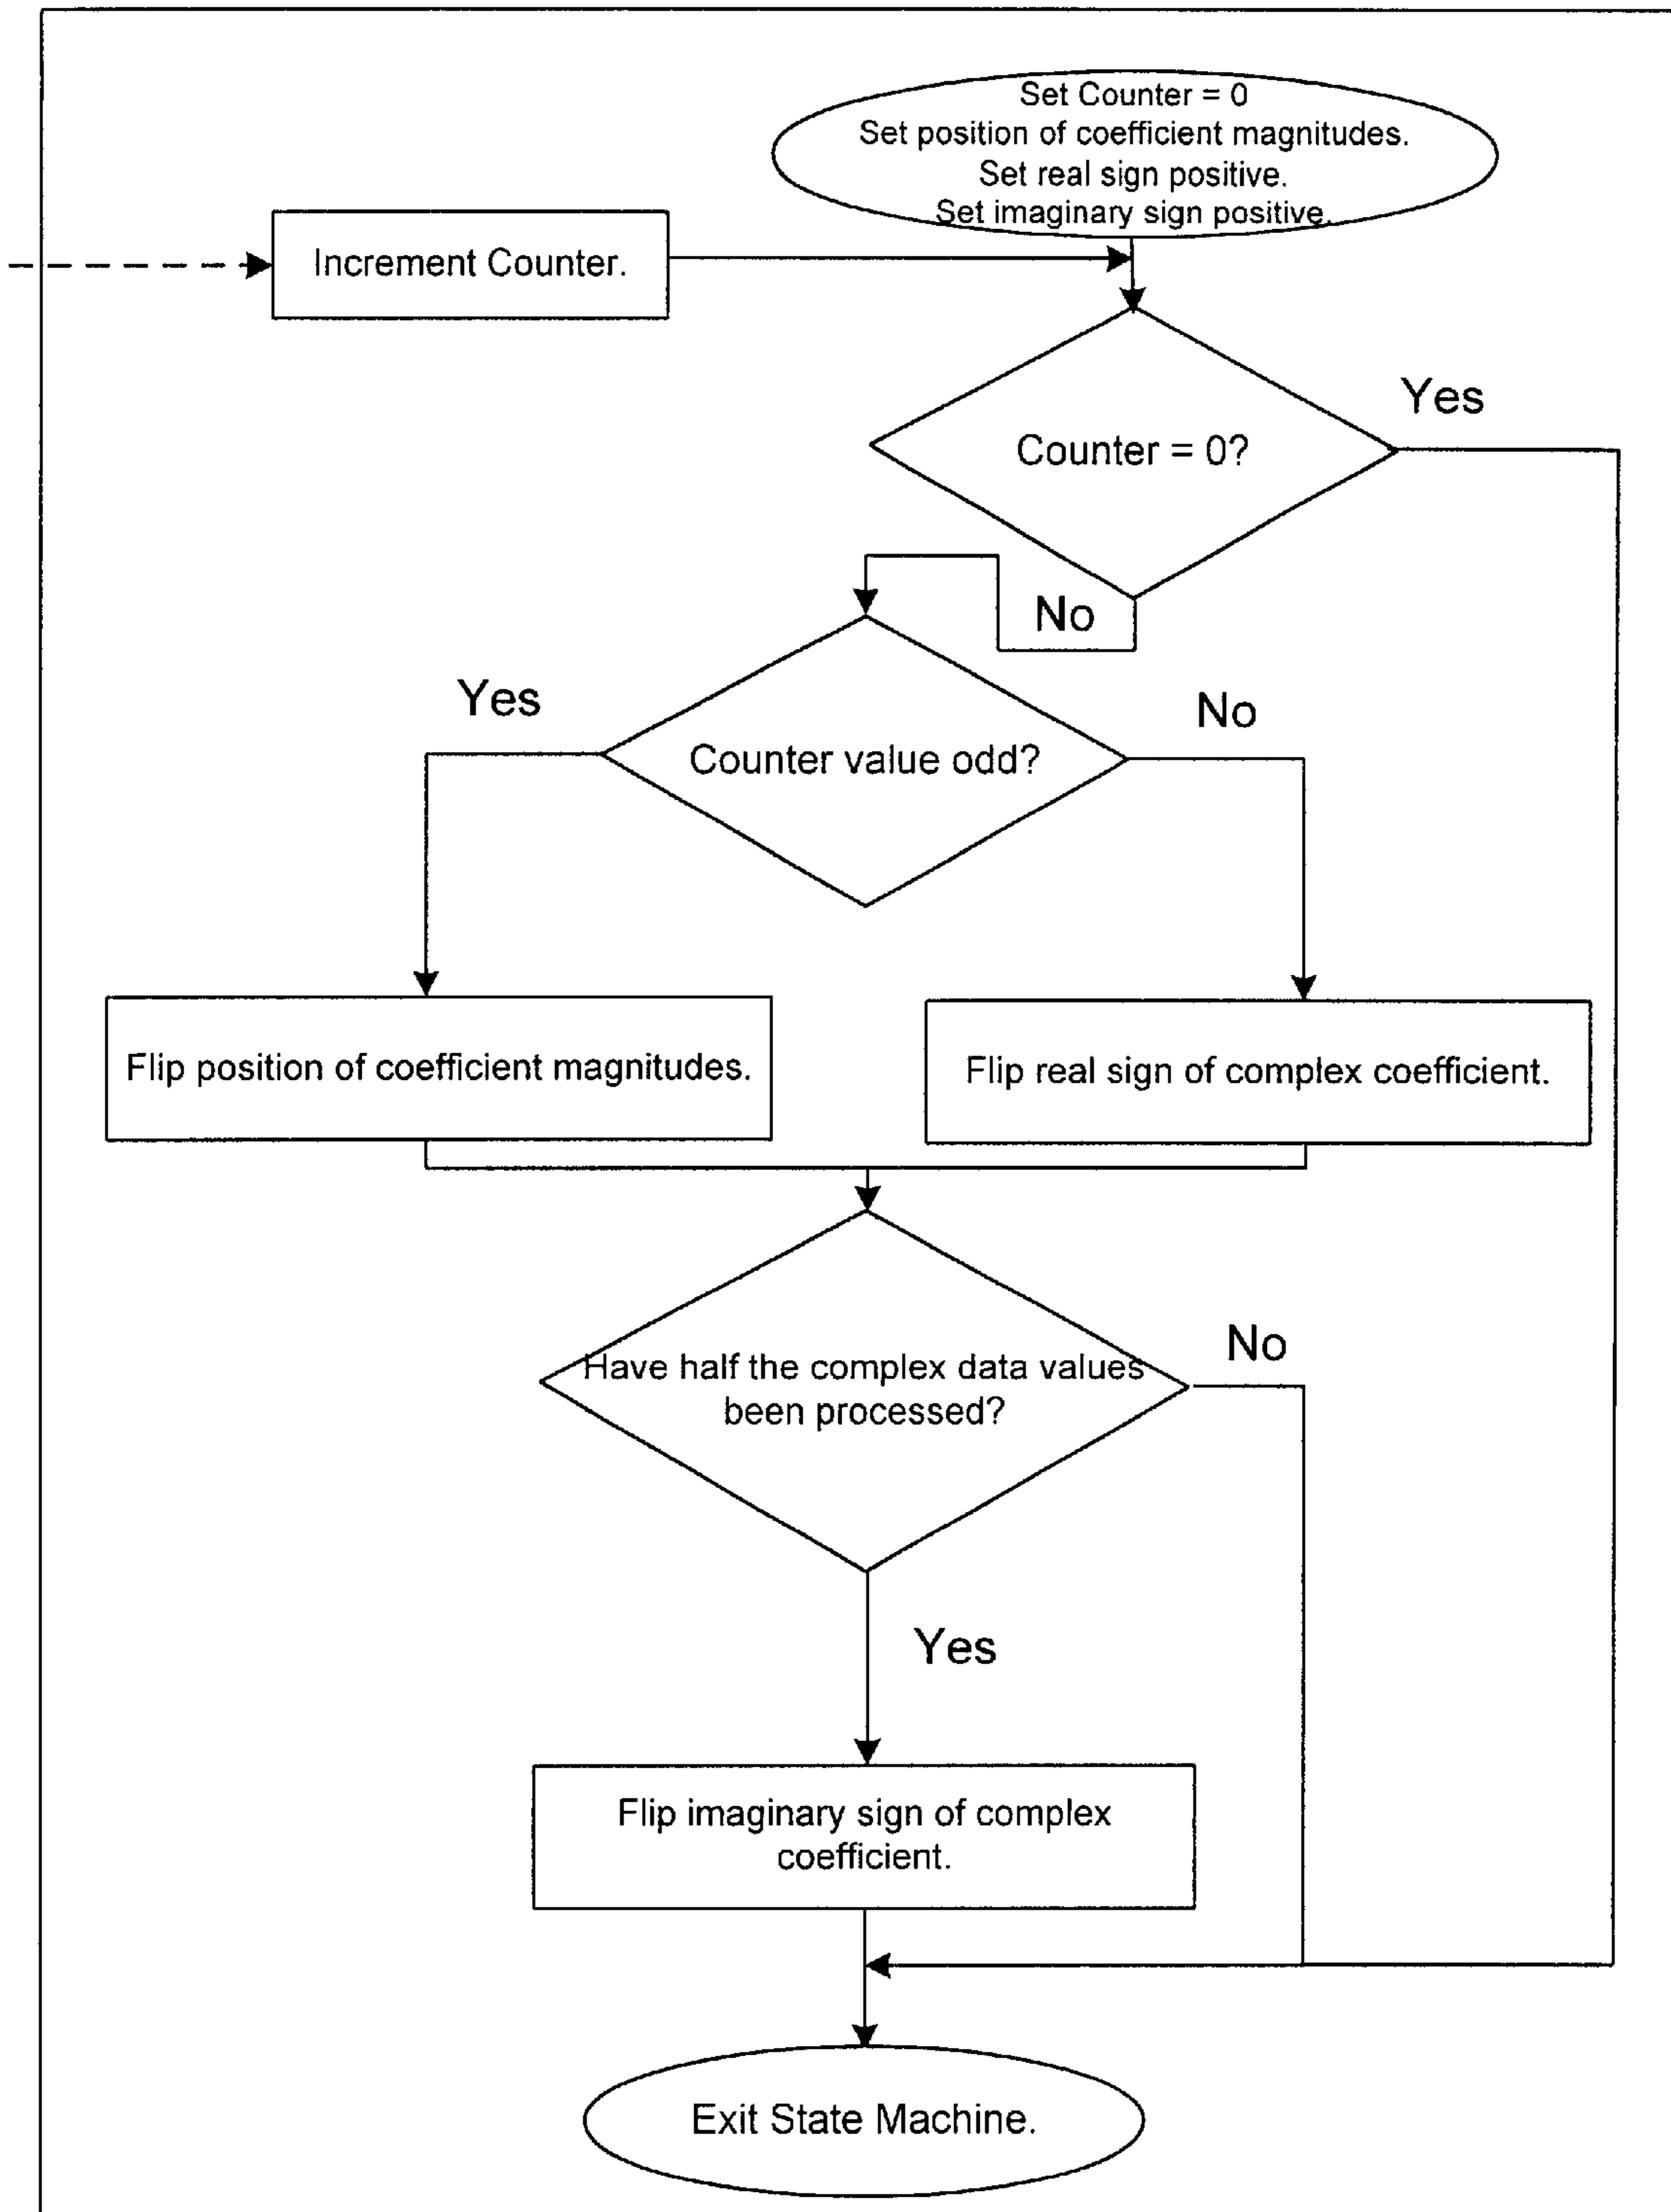 Set Counter = 0
Set position of coefficient magnitudes.
Set real sign positive.
Set imaginary sign positive.
Increment Counter.
Counter = 0?
Yes
No
Counter value odd?
Yes
No
Flip position of coefficient magnitudes.
Flip real sign of complex coefficient.
Have half the complex data values
been processed?
No
Yes
Flip imaginary sign of complex
coefficient.
Exit State Machine.